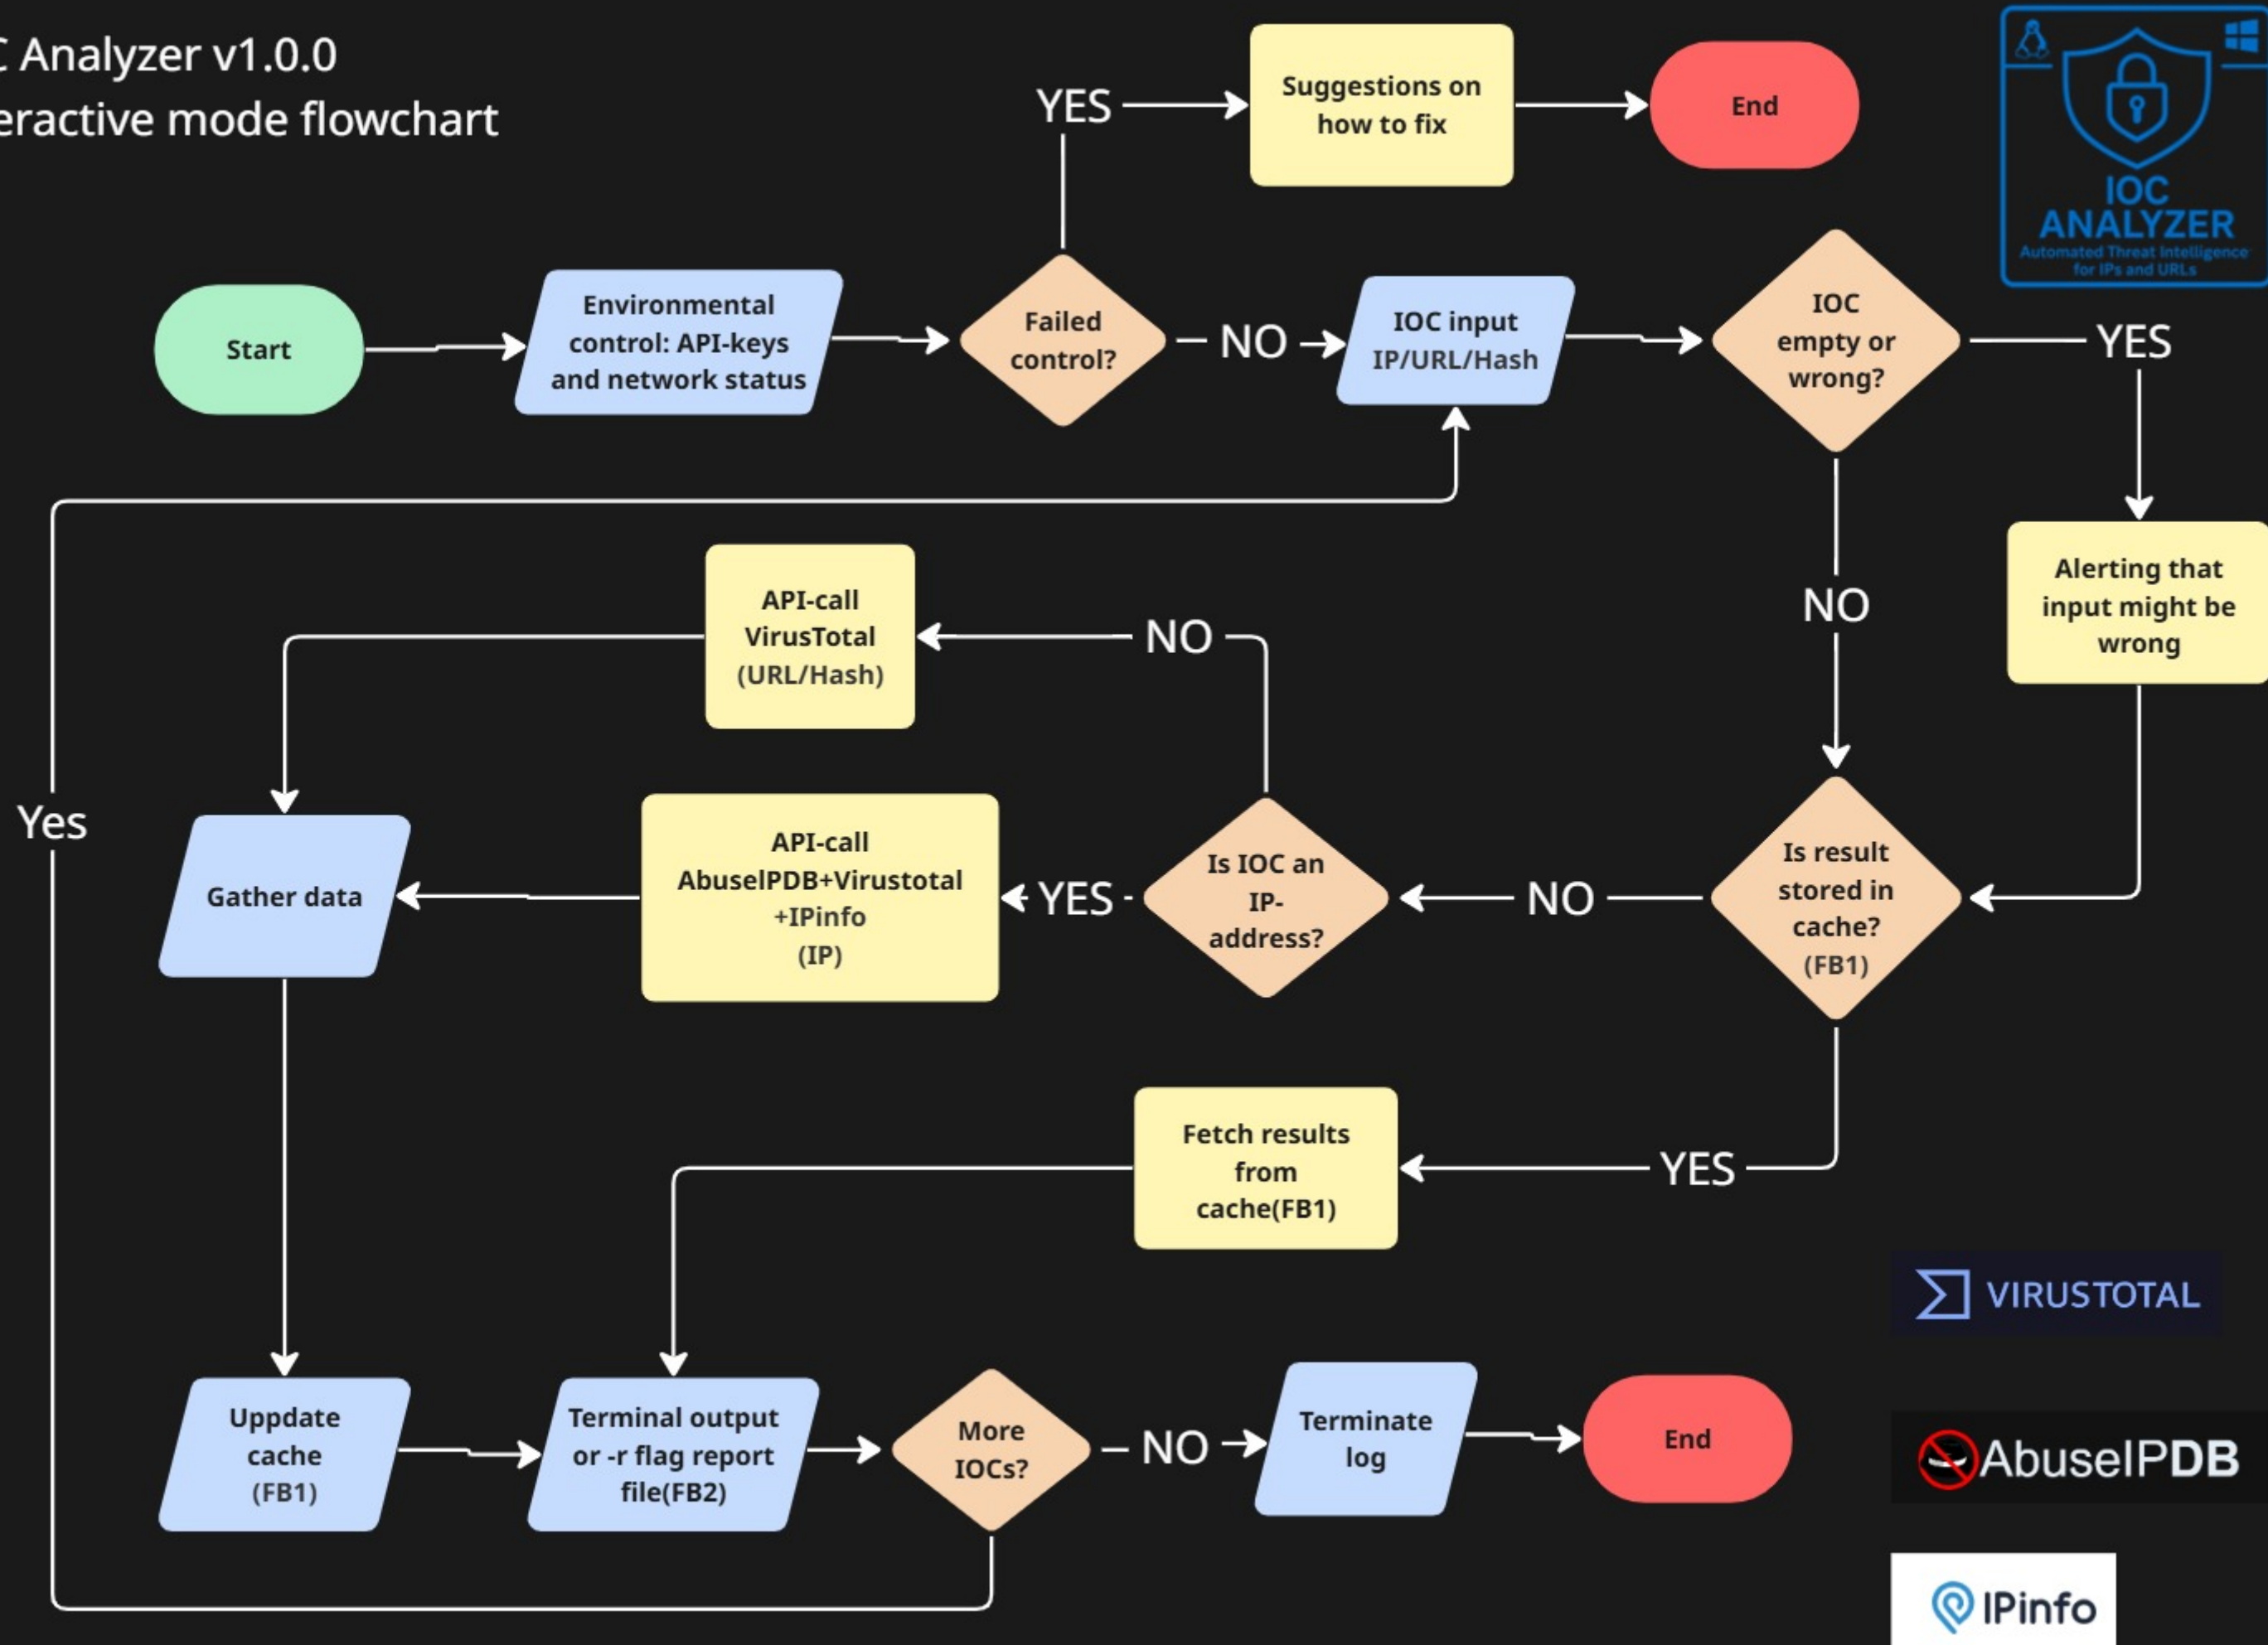 C Analyzer v1.0.0
eractive mode flowchart
YES
Suggestions on
how to fix
End
IOC
ANALYZER
Automated Threat Intelligence
for IPs and URLs
Start
Environmental
control: API-keys
and network status
Failed
control?
NO
IOC input
IP/URL/Hash
IOC
empty or
wrong?
YES
NO
Alerting that
input might be
wrong
API-call
VirusTotal
(URL/Hash)
NO
Yes
Gather data
API-call
AbuseIPDB+Virustotal
+IPinfo
(IP)
YES
Is IOC an
IP-
address?
NO
Is result
stored in
cache?
(FB1)
Fetch results
from
cache(FB1)
YES
VIRUSTOTAL
Uppdate
cache
(FB1)
Terminal output
or -r flag report
file(FB2)
More
IOCs?
NO
Terminate
log
End
AbuseIPDB
IPinfo